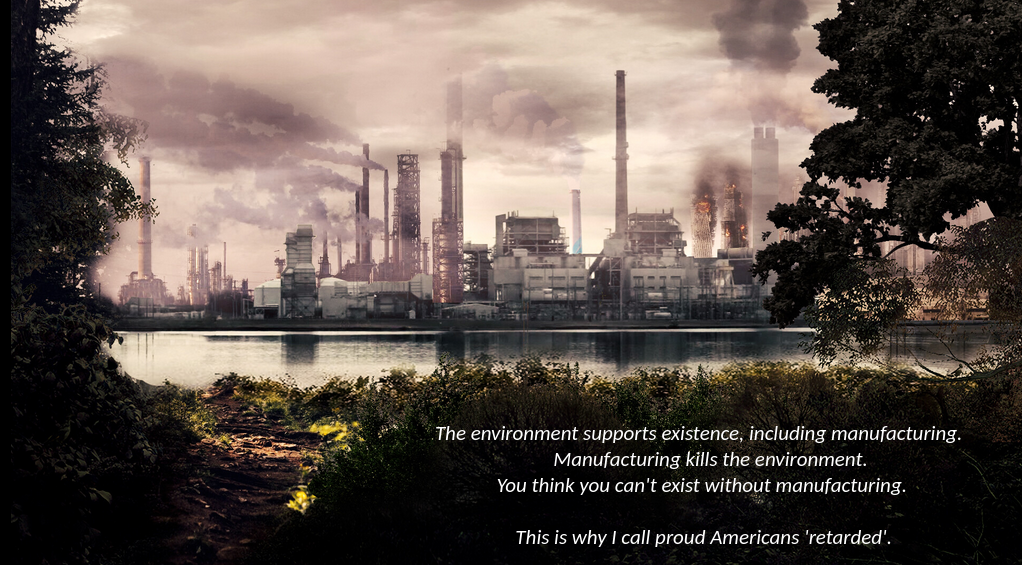 The environment supports existence, including manufacturing.
Manufacturing kills the environment.
You think you can't exist without manufacturing.
This is why I call proud Americans 'retarded'.